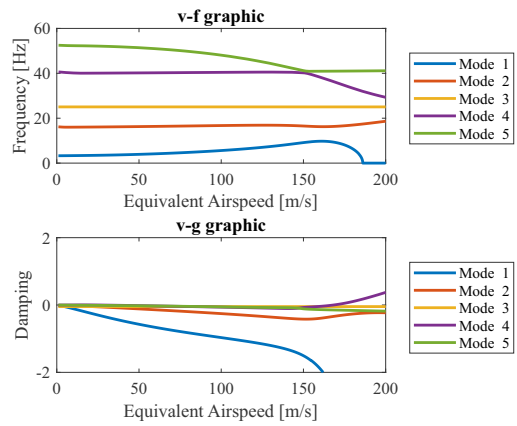 v-f graphic
Frequency [Hz]
60
40
20
0
0 50 100 150 200
Equivalent Airspeed [m/s]
Mode 1
Mode 2
Mode 3
Mode 4
Mode 5
v-g graphic
Damping
2
0
-2
0 50 100 150 200
Equivalent Airspeed [m/s]
Mode 1
Mode 2
Mode 3
Mode 4
Mode 5